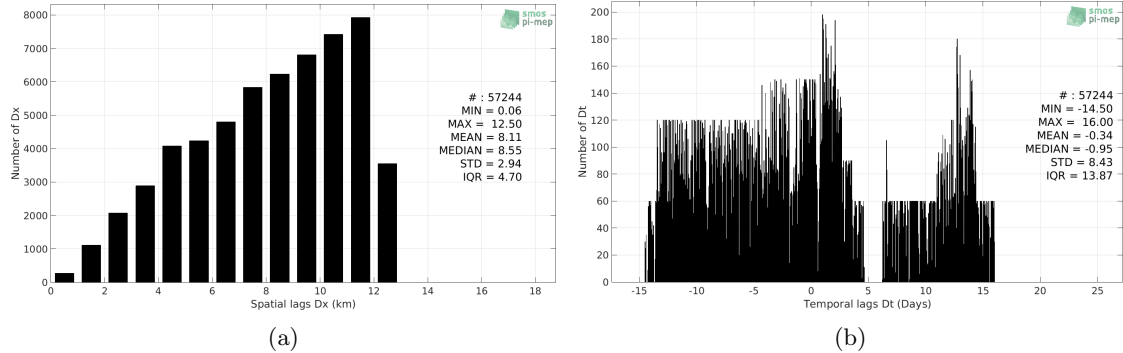 smos
pi-mep
8000
7000
6000
5000
4000
3000
2000
1000
0
Number of Dx
# : 57244
MIN = 0.06
MAX = 12.50
MEAN = 8.11
MEDIAN = 8.55
STD = 2.94
IQR = 4.70
0 2 4 6 8 10 12 14 16 18
Spatial lags Dx (km)
(a)
smos
pi-mep
200
180
160
140
120
100
80
60
40
20
0
Number of Dt
# : 57244
MIN = -14.50
MAX = 16.00
MEAN = -0.34
MEDIAN = -0.95
STD = 8.43
IQR = 13.87
-15 -10 -5 0 5 10 15 20 25
Temporal lags Dt (Days)
(b)